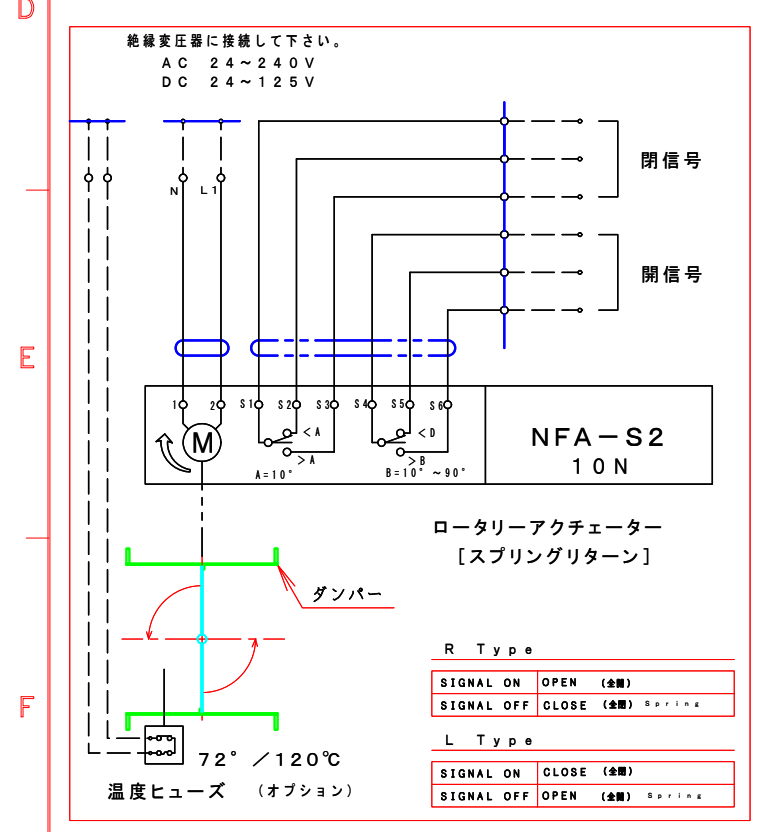 D
絶縁変圧器に接続して下さい。
AC 24～240V
DC 24～125V
閉信号
N L1
開信号
E
1 2 S1 S2 S3 S4 S5 S6
M
<A
>A
A=10°
<D
>B
B=10° ～90°
NFA－S2
10N
ロータリーアクチェーター
[スプリングリターン]
ダンパー
R Type
SIGNAL ON OPEN (全開)
SIGNAL OFF CLOSE (全閉) Spring
F
L Type
SIGNAL ON CLOSE (全閉)
SIGNAL OFF OPEN (全開) Spring
72° ／120℃
温度ヒューズ (オプション)